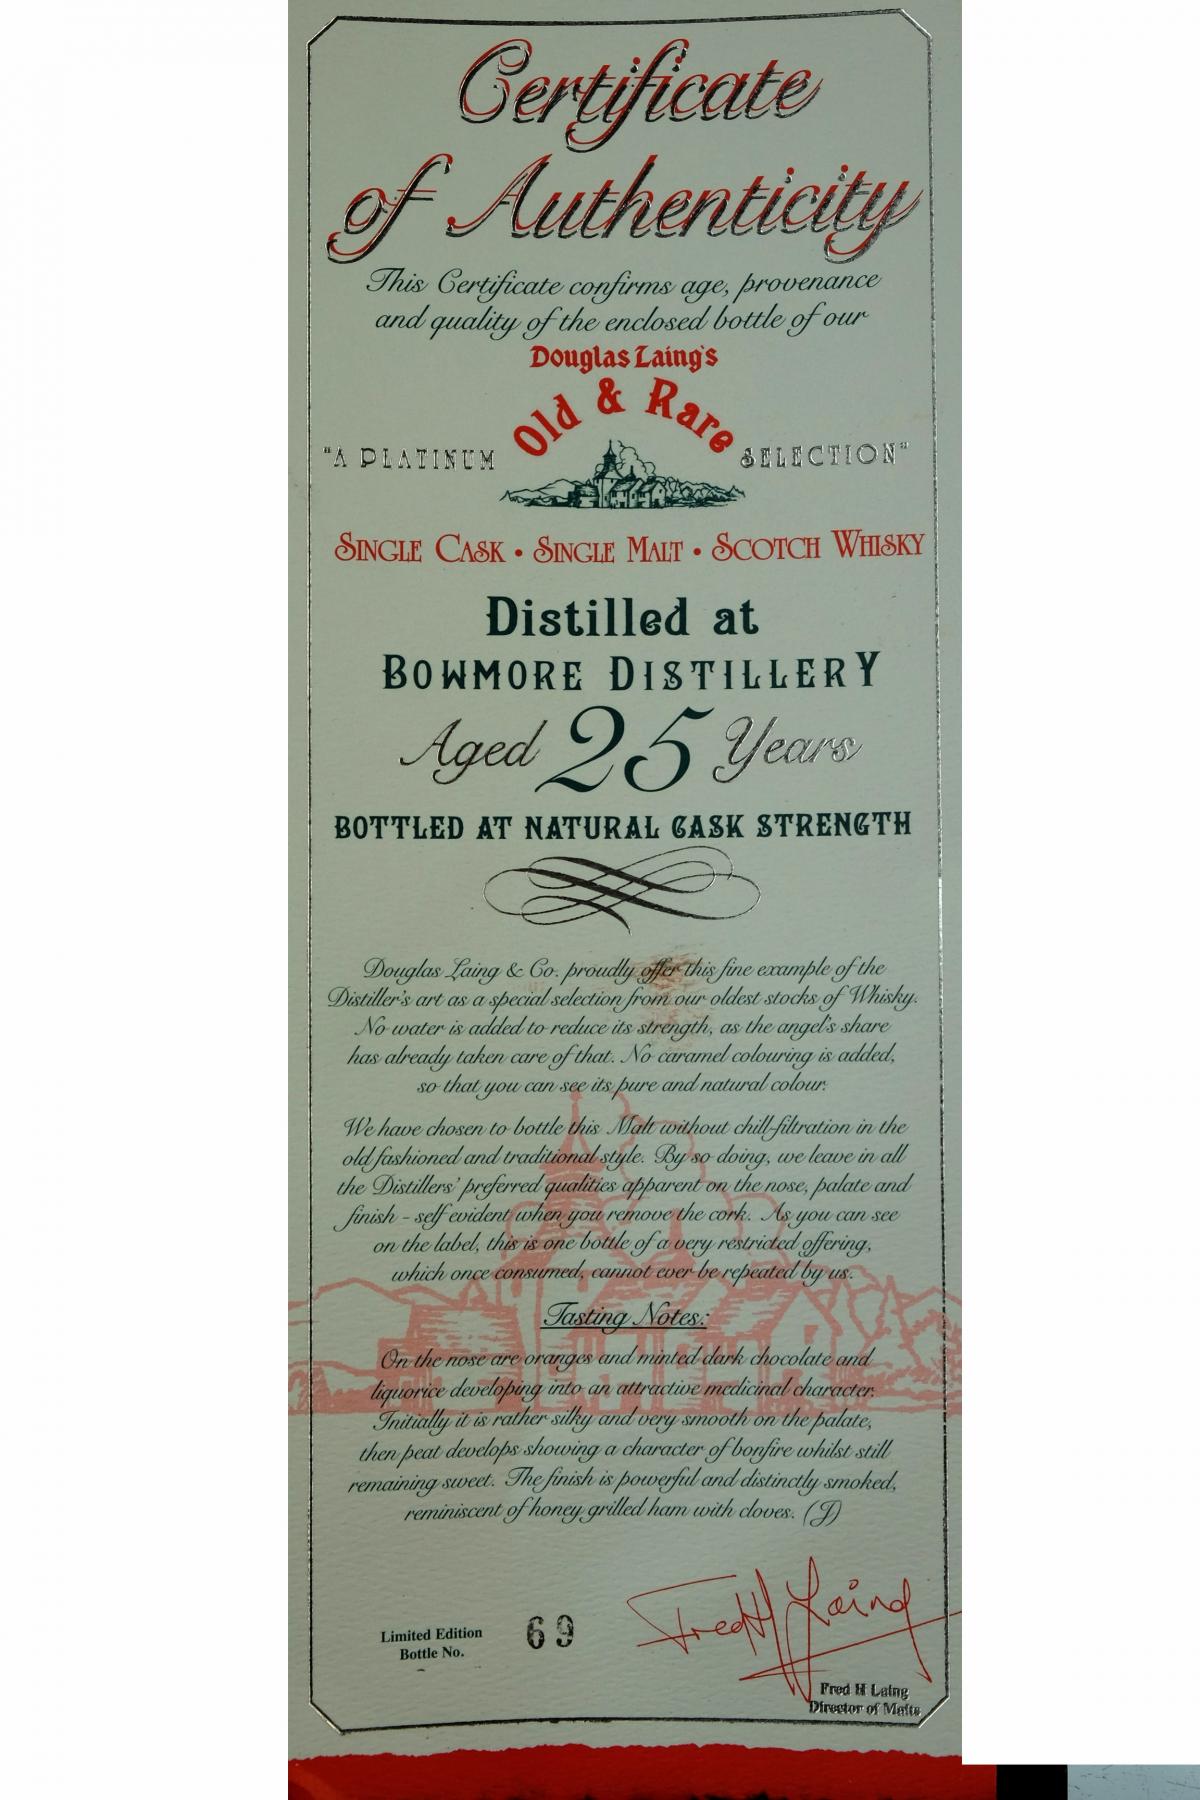 Certificate
of Authenticity
This Certificate confirms age, provenance
and quality of the enclosed bottle of our
Douglas Laing's
Old & Rare
"A PLATINUM SELECTION"
SINGLE CASK • SINGLE MALT • SCOTCH WHISKY
Distilled at
BOWMORE DISTILLERY
Aged 25 Years
BOTTLED AT NATURAL CASK STRENGTH
Douglas Laing & Co. proudly offer this fine example of the
Distiller's art as a special selection from our oldest stocks of Whisky.
No water is added to reduce its strength, as the angel's share
has already taken care of that. No caramel colouring is added,
so that you can see its pure and natural colour.
We have chosen to bottle this Malt without chill-filtration in the
old fashioned and traditional style. By so doing, we leave in all
the Distillers' preferred qualities apparent on the nose, palate and
finish - self evident when you remove the cork. As you can see
on the label, this is one bottle of a very restricted offering,
which once consumed, cannot ever be repeated by us.
Tasting Notes:
On the nose are oranges and minted dark chocolate and
liquorice developing into an attractive medicinal character.
Initially it is rather silky and very smooth on the palate,
then peat develops showing a character of bonfire whilst still
remaining sweet. The finish is powerful and distinctly smoked,
reminiscent of honey grilled ham with cloves. (J)
Fred H Laing
Limited Edition
Bottle No. 69
Fred H Laing
Director of Malts